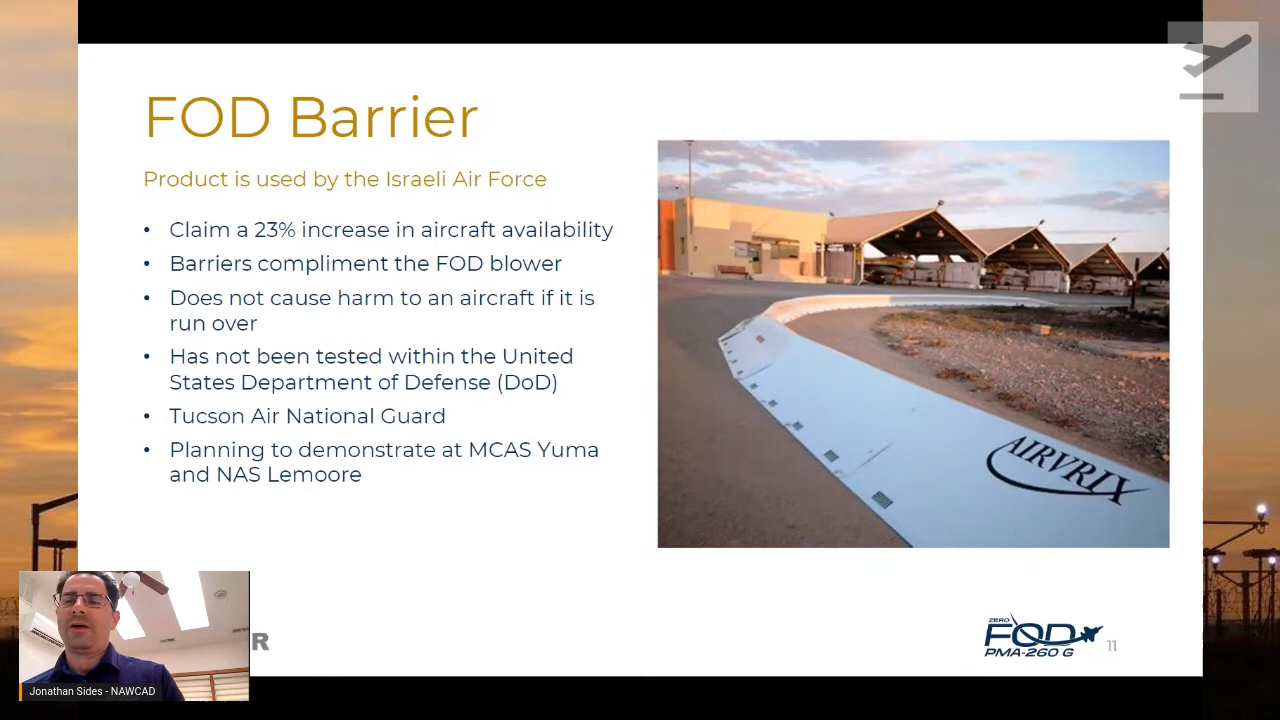 FOD Barrier
Product is used by the Israeli Air Force
• Claim a 23% increase in aircraft availability
• Barriers compliment the FOD blower
• Does not cause harm to an aircraft if it is
run over
• Has not been tested within the United
States Department of Defense (DoD)
• Tucson Air National Guard
• Planning to demonstrate at MCAS Yuma
and NAS Lemoore
AIRVRIX
R
ZERO
FOD
PMA-260 G
11
Jonathan Sides - NAWCAD